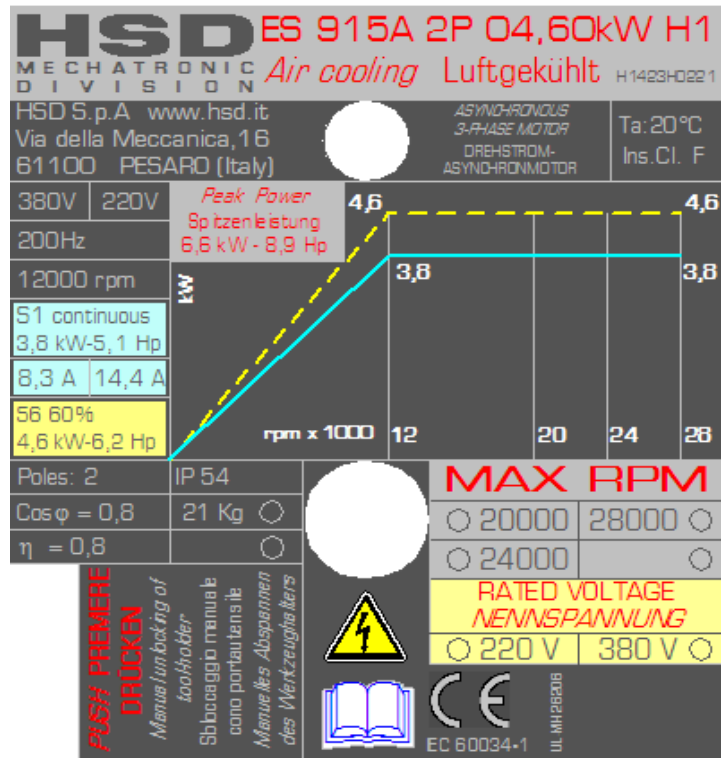 HSD
MECHATRONIC
DIVISION
ES 915A 2P 04,60kW H1
Air cooling Luftgekühlt H1423H0221
HSD S.p.A www.hsd.it
Via della Meccanica,16
61100 PESARO (Italy)
ASYNCHRONOUS
3-PHASE MOTOR
DREHSTROM-
ASYNCHRONMOTOR
Ta:20°C
Ins.Cl. F
380V 220V
200Hz
12000 rpm
S1 continuous
3,8 kW-5,1 Hp
8,3 A 14,4 A
S6 60%
4,6 kW-6,2 Hp
Peak Power
Spitzenleistung
6,6 kW - 8,9 Hp
4,6 4,6
3,8 3,8
kW
rpm x 1000 12 20 24 28
Poles: 2 IP 54
Cosφ = 0,8 21 Kg
η = 0,8
MAX RPM
20000 28000
24000
RATED VOLTAGE
NENNSPANNUNG
220 V 380 V
PUSH PREMERE
DRÜCKEN
Manual unlocking of
toolholder
Sbloccaggio manuale
cono portautensile
Manuelles Abspannen
des Werkzeughalters
CE
EC 60034-1
UL MH28208